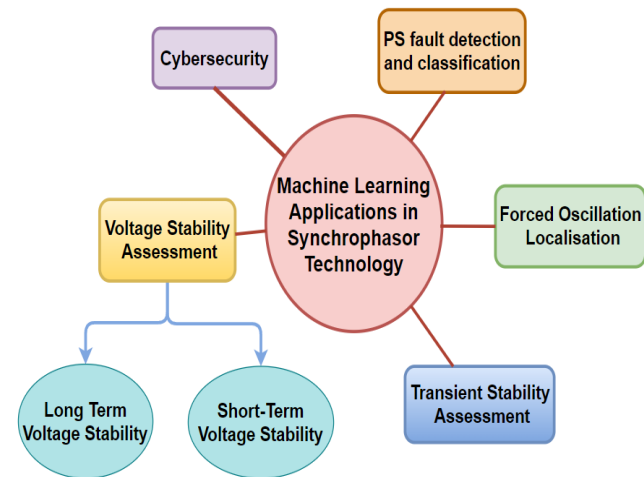 Cybersecurity
PS fault detection
and classification
Machine Learning
Applications in
Synchrophasor
Technology
Voltage Stability
Assessment
Forced Oscillation
Localisation
Long Term
Voltage Stability
Short-Term
Voltage Stability
Transient Stability
Assessment